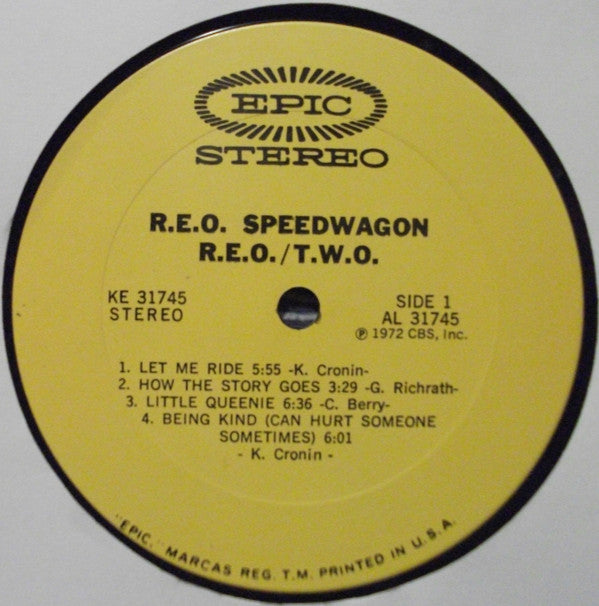 EPIC
STEREO
R.E.O. SPEEDWAGON
R.E.O./T.W.O.
KE 31745
STEREO
SIDE 1
AL 31745
℗ 1972 CBS, Inc.
1. LET ME RIDE 5:55 -K. Cronin-
2. HOW THE STORY GOES 3:29 -G. Richrath-
3. LITTLE QUEENIE 6:36 -C. Berry-
4. BEING KIND (CAN HURT SOMEONE
SOMETIMES) 6:01
- K. Cronin -
"EPIC," MARCAS REG. T.M. PRINTED IN U.S.A.